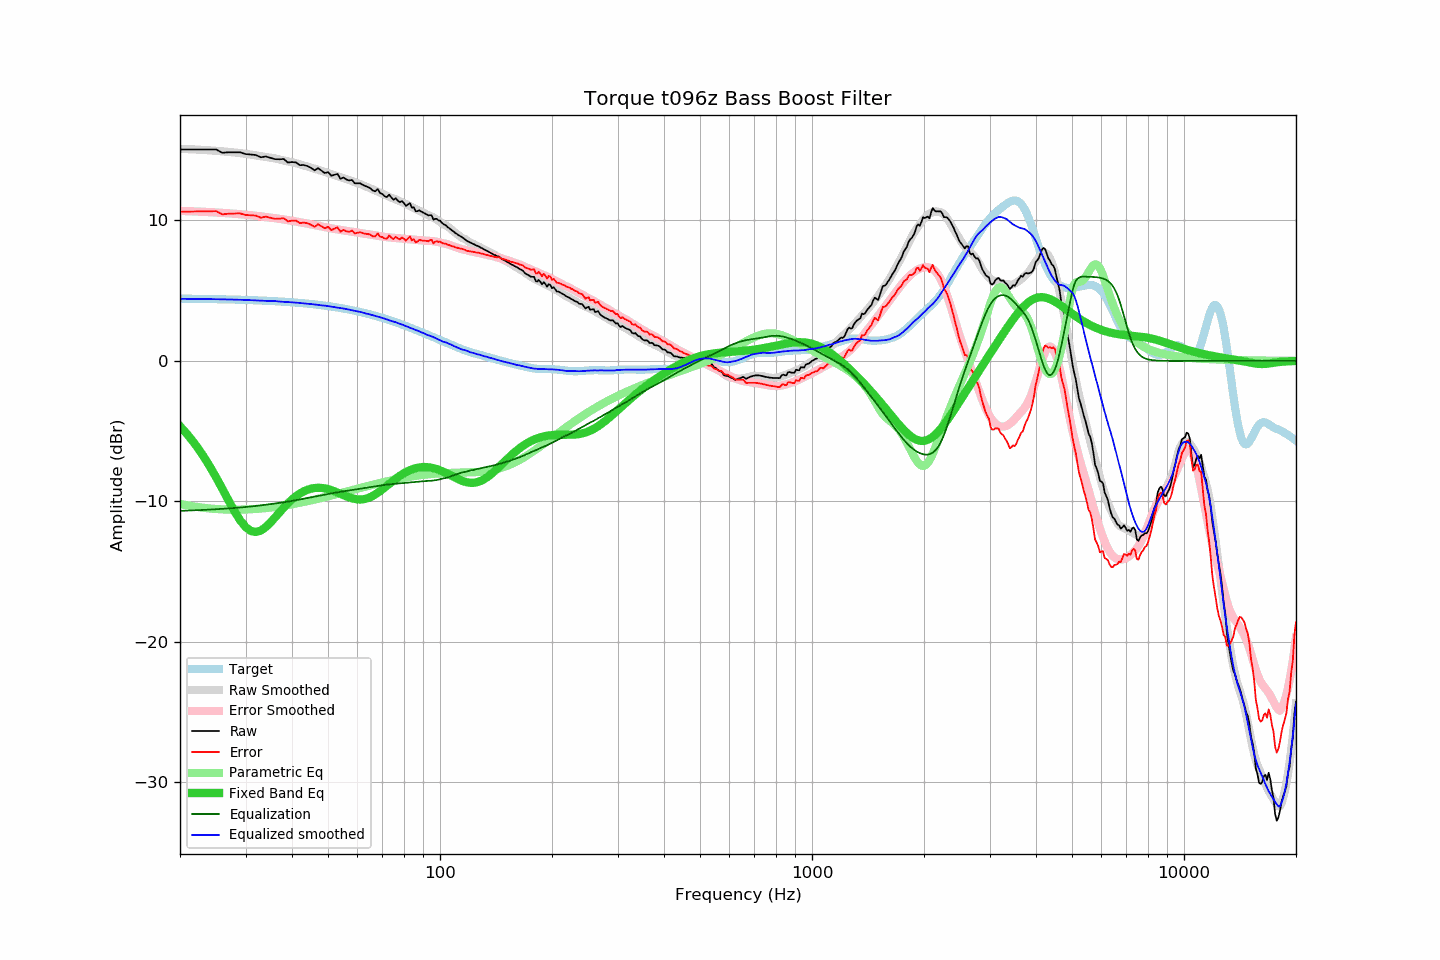 Torque t096z Bass Boost Filter
Amplitude (dBr)
10
0
−10
−20
−30
Target
Raw Smoothed
Error Smoothed
Raw
Error
Parametric Eq
Fixed Band Eq
Equalization
Equalized smoothed
100
1000
10000
Frequency (Hz)